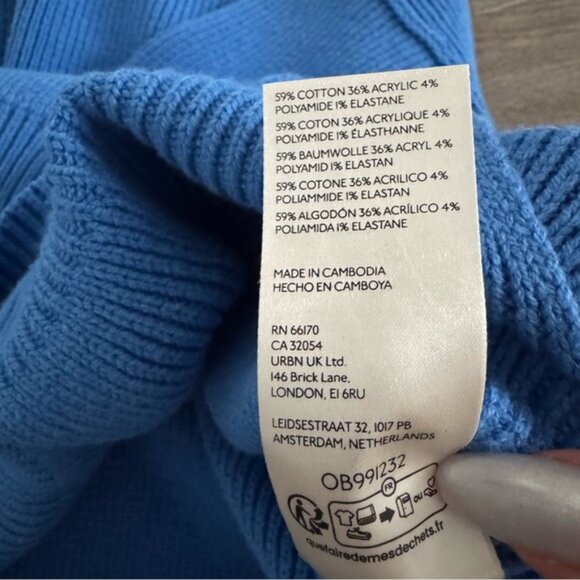 59% COTTON 36% ACRYLIC 4%
POLYAMIDE 1% ELASTANE
59% COTON 36% ACRYLIQUE 4%
POLYAMIDE 1% ÉLASTHANNE
59% BAUMWOLLE 36% ACRYL 4%
POLYAMID 1% ELASTAN
59% COTONE 36% ACRILICO 4%
POLIAMMIDE 1% ELASTAN
59% ALGODÓN 36% ACRÍLICO 4%
POLIAMIDA 1% ELASTANE
MADE IN CAMBODIA
HECHO EN CAMBOYA
RN 66170
CA 32054
URBN UK Ltd.
146 Brick Lane,
LONDON, E1 6RU
LEIDSESTRAAT 32, 1017 PB
AMSTERDAM, NETHERLANDS
OB991232
FR
OU
quefairedemesdechets.fr